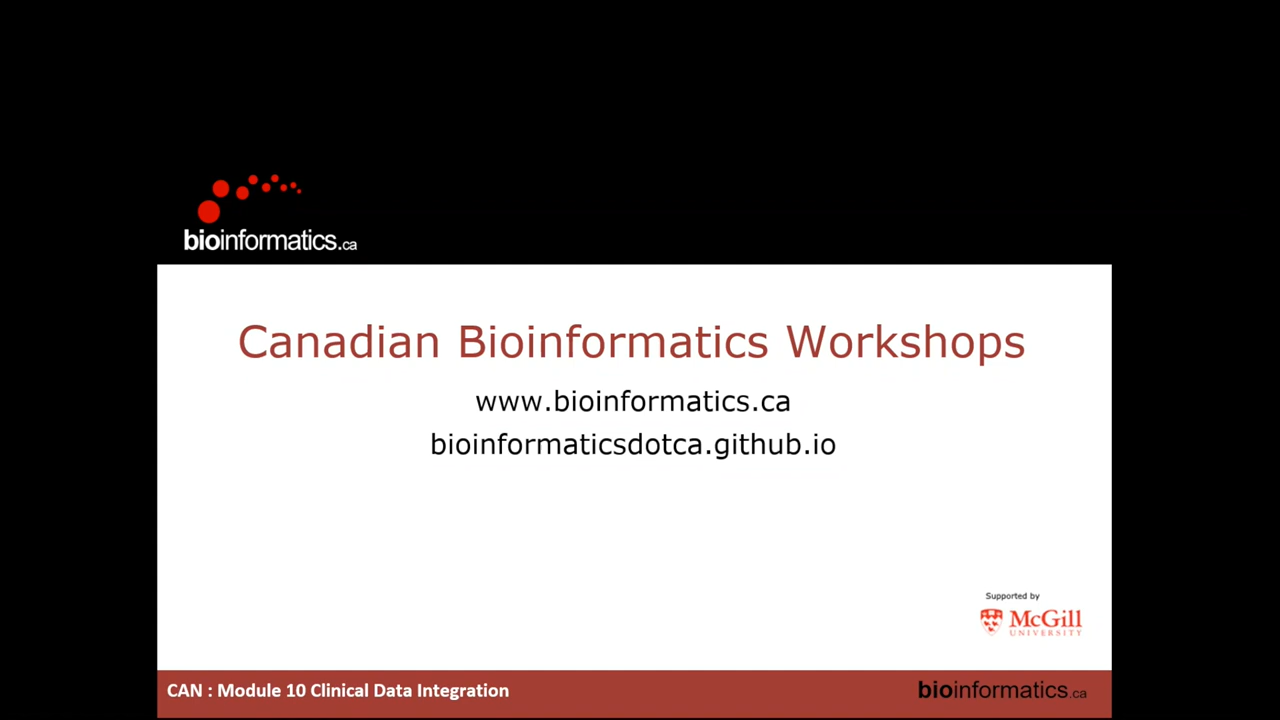 bioinformatics.ca
Canadian Bioinformatics Workshops
www.bioinformatics.ca
bioinformaticsdotca.github.io
Supported by
McGill
UNIVERSITY
CAN : Module 10 Clinical Data Integration
bioinformatics.ca